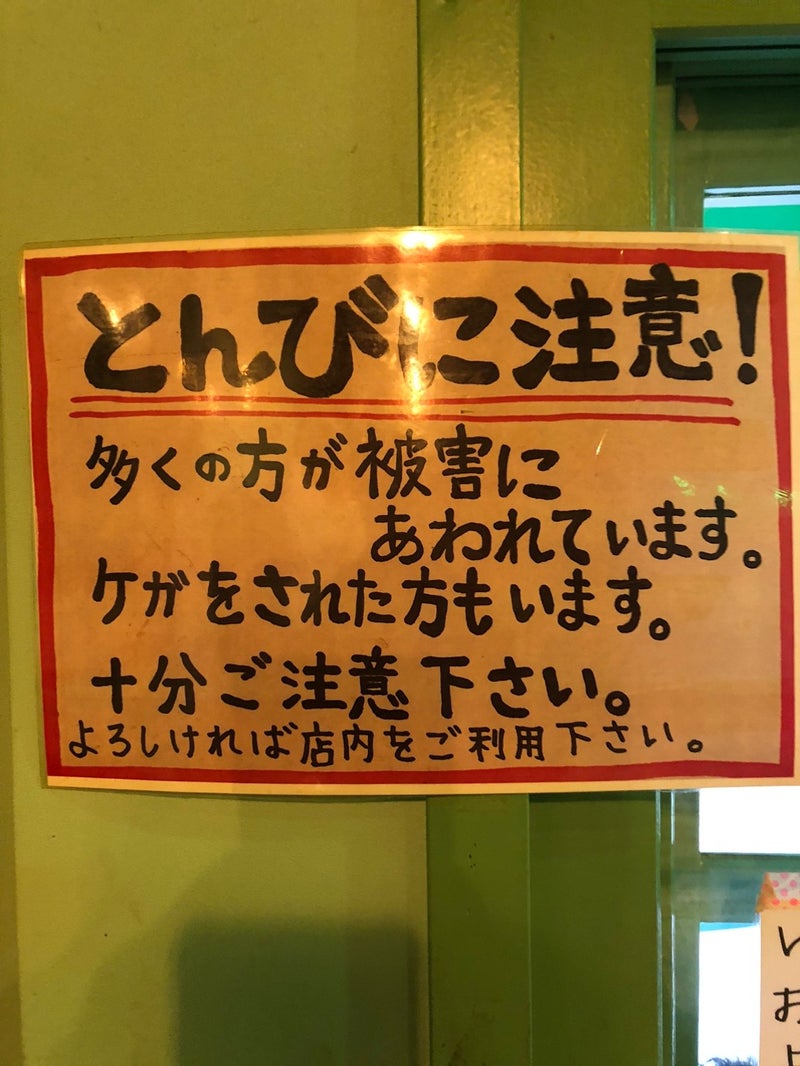 とんびに注意!
多くの方が被害に
あわれています。
ケガをされた方もいます。
十分ご注意下さい。
よろしければ店内をご利用下さい。
い
お